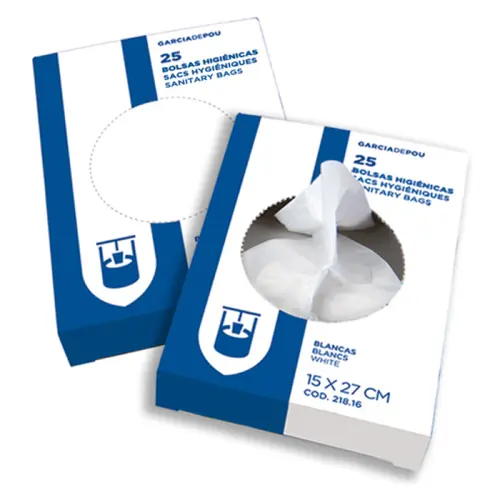 GARCIADEPOU
25
BOLSAS HIGIÉNICAS
SACS HYGIÉNIQUES
SANITARY BAGS
GARCIADEPOU
25
BOLSAS HIGIÉNICAS
SACS HYGIÉNIQUES
SANITARY BAGS
BLANCAS
BLANCS
WHITE
15 X 27 CM
COD. 218.16